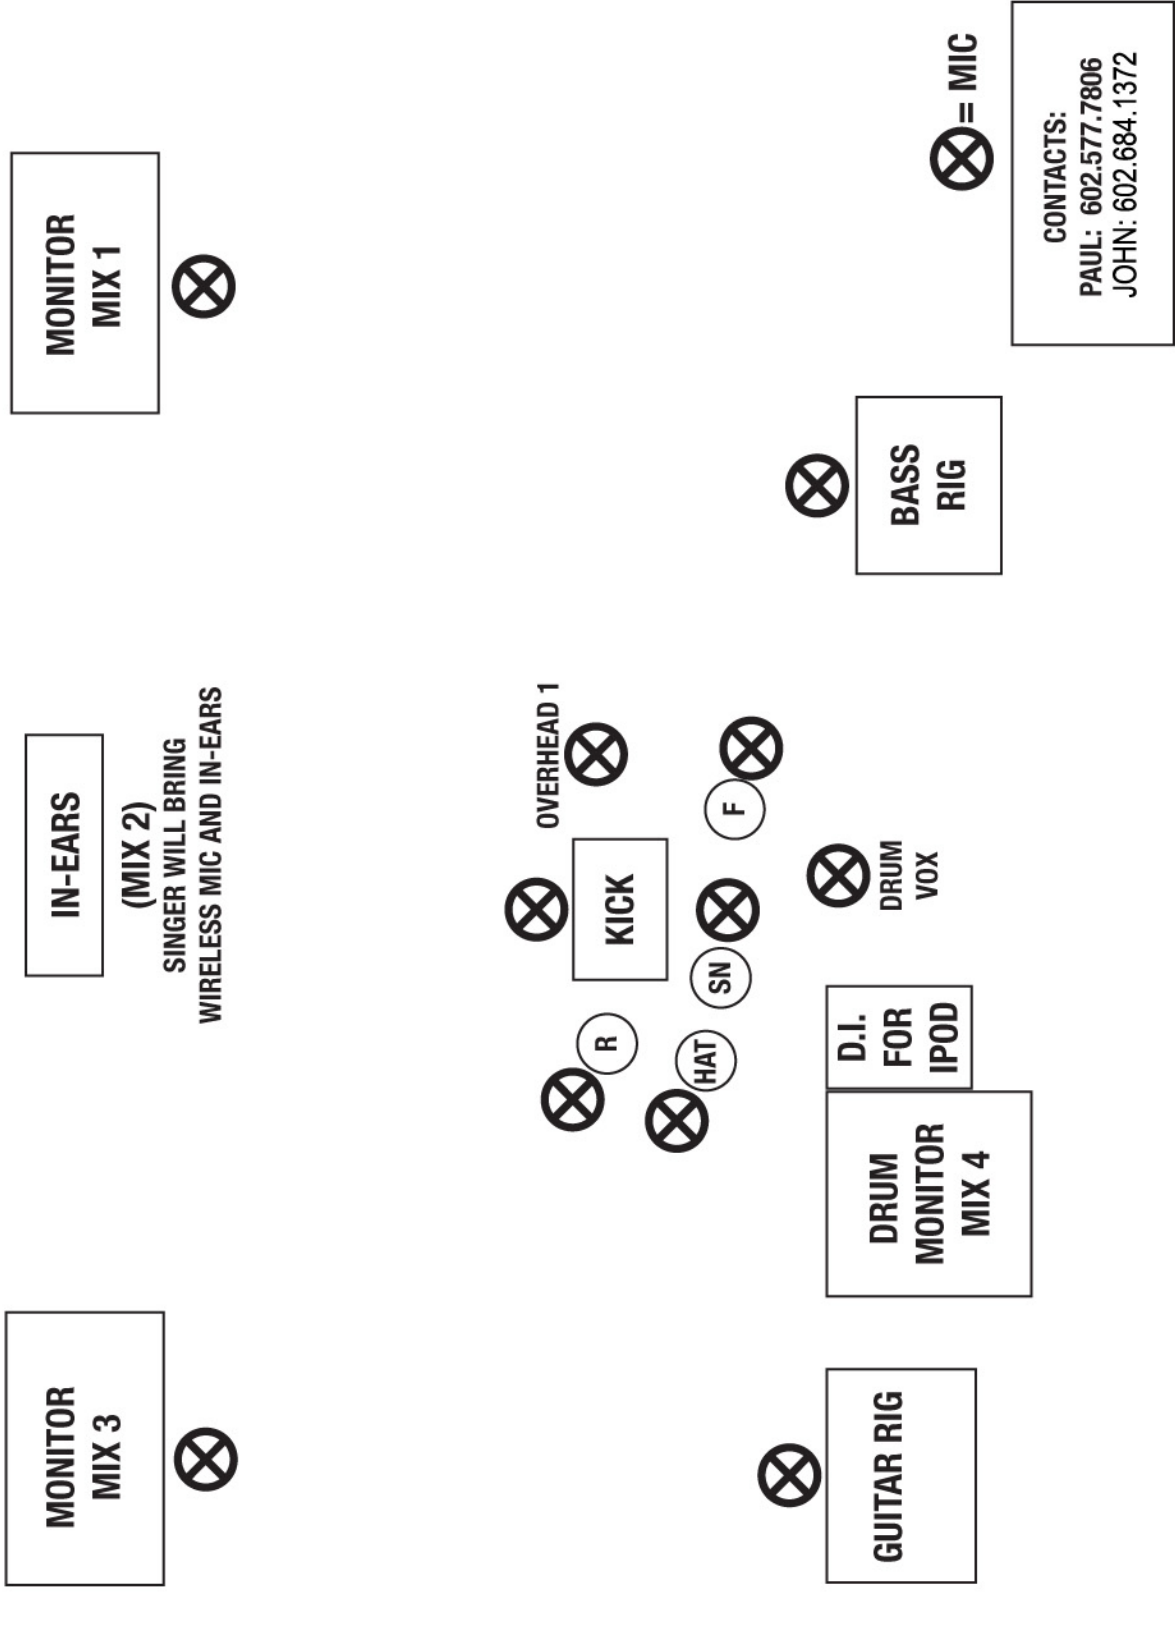 MONITOR
MIX 3
IN-EARS
(MIX 2)
SINGER WILL BRING
WIRELESS MIC AND IN-EARS
MONITOR
MIX 1
OVERHEAD 1
KICK
R
HAT
SN
F
DRUM
VOX
GUITAR RIG
DRUM
MONITOR
MIX 4
D.I.
FOR
IPOD
BASS
RIG
= MIC
CONTACTS:
PAUL: 602.577.7806
JOHN: 602.684.1372